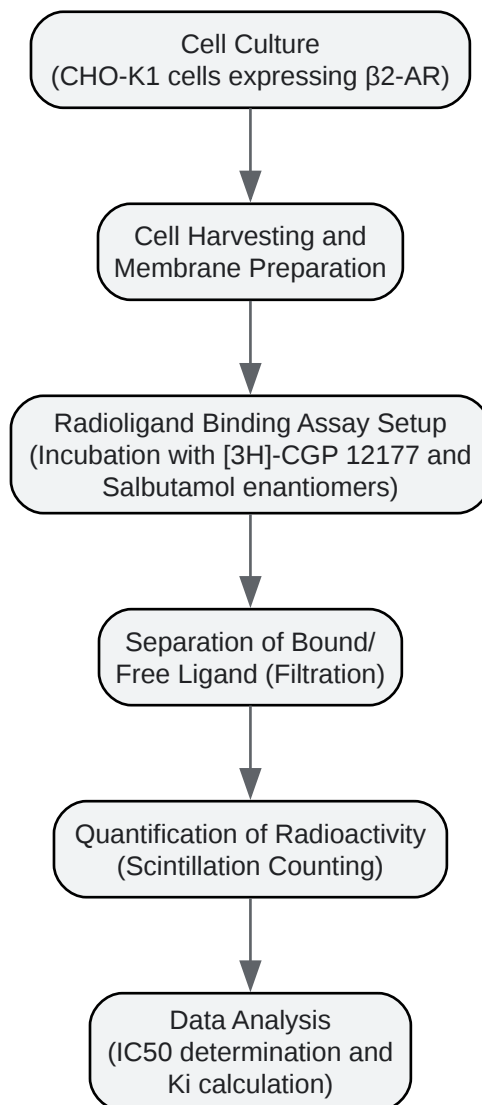 Cell Culture
(CHO-K1 cells expressing β2-AR)
Cell Harvesting and
Membrane Preparation
Radioligand Binding Assay Setup
(Incubation with [3H]-CGP 12177 and
Salbutamol enantiomers)
Separation of Bound/
Free Ligand (Filtration)
Quantification of Radioactivity
(Scintillation Counting)
Data Analysis
(IC50 determination and
Ki calculation)